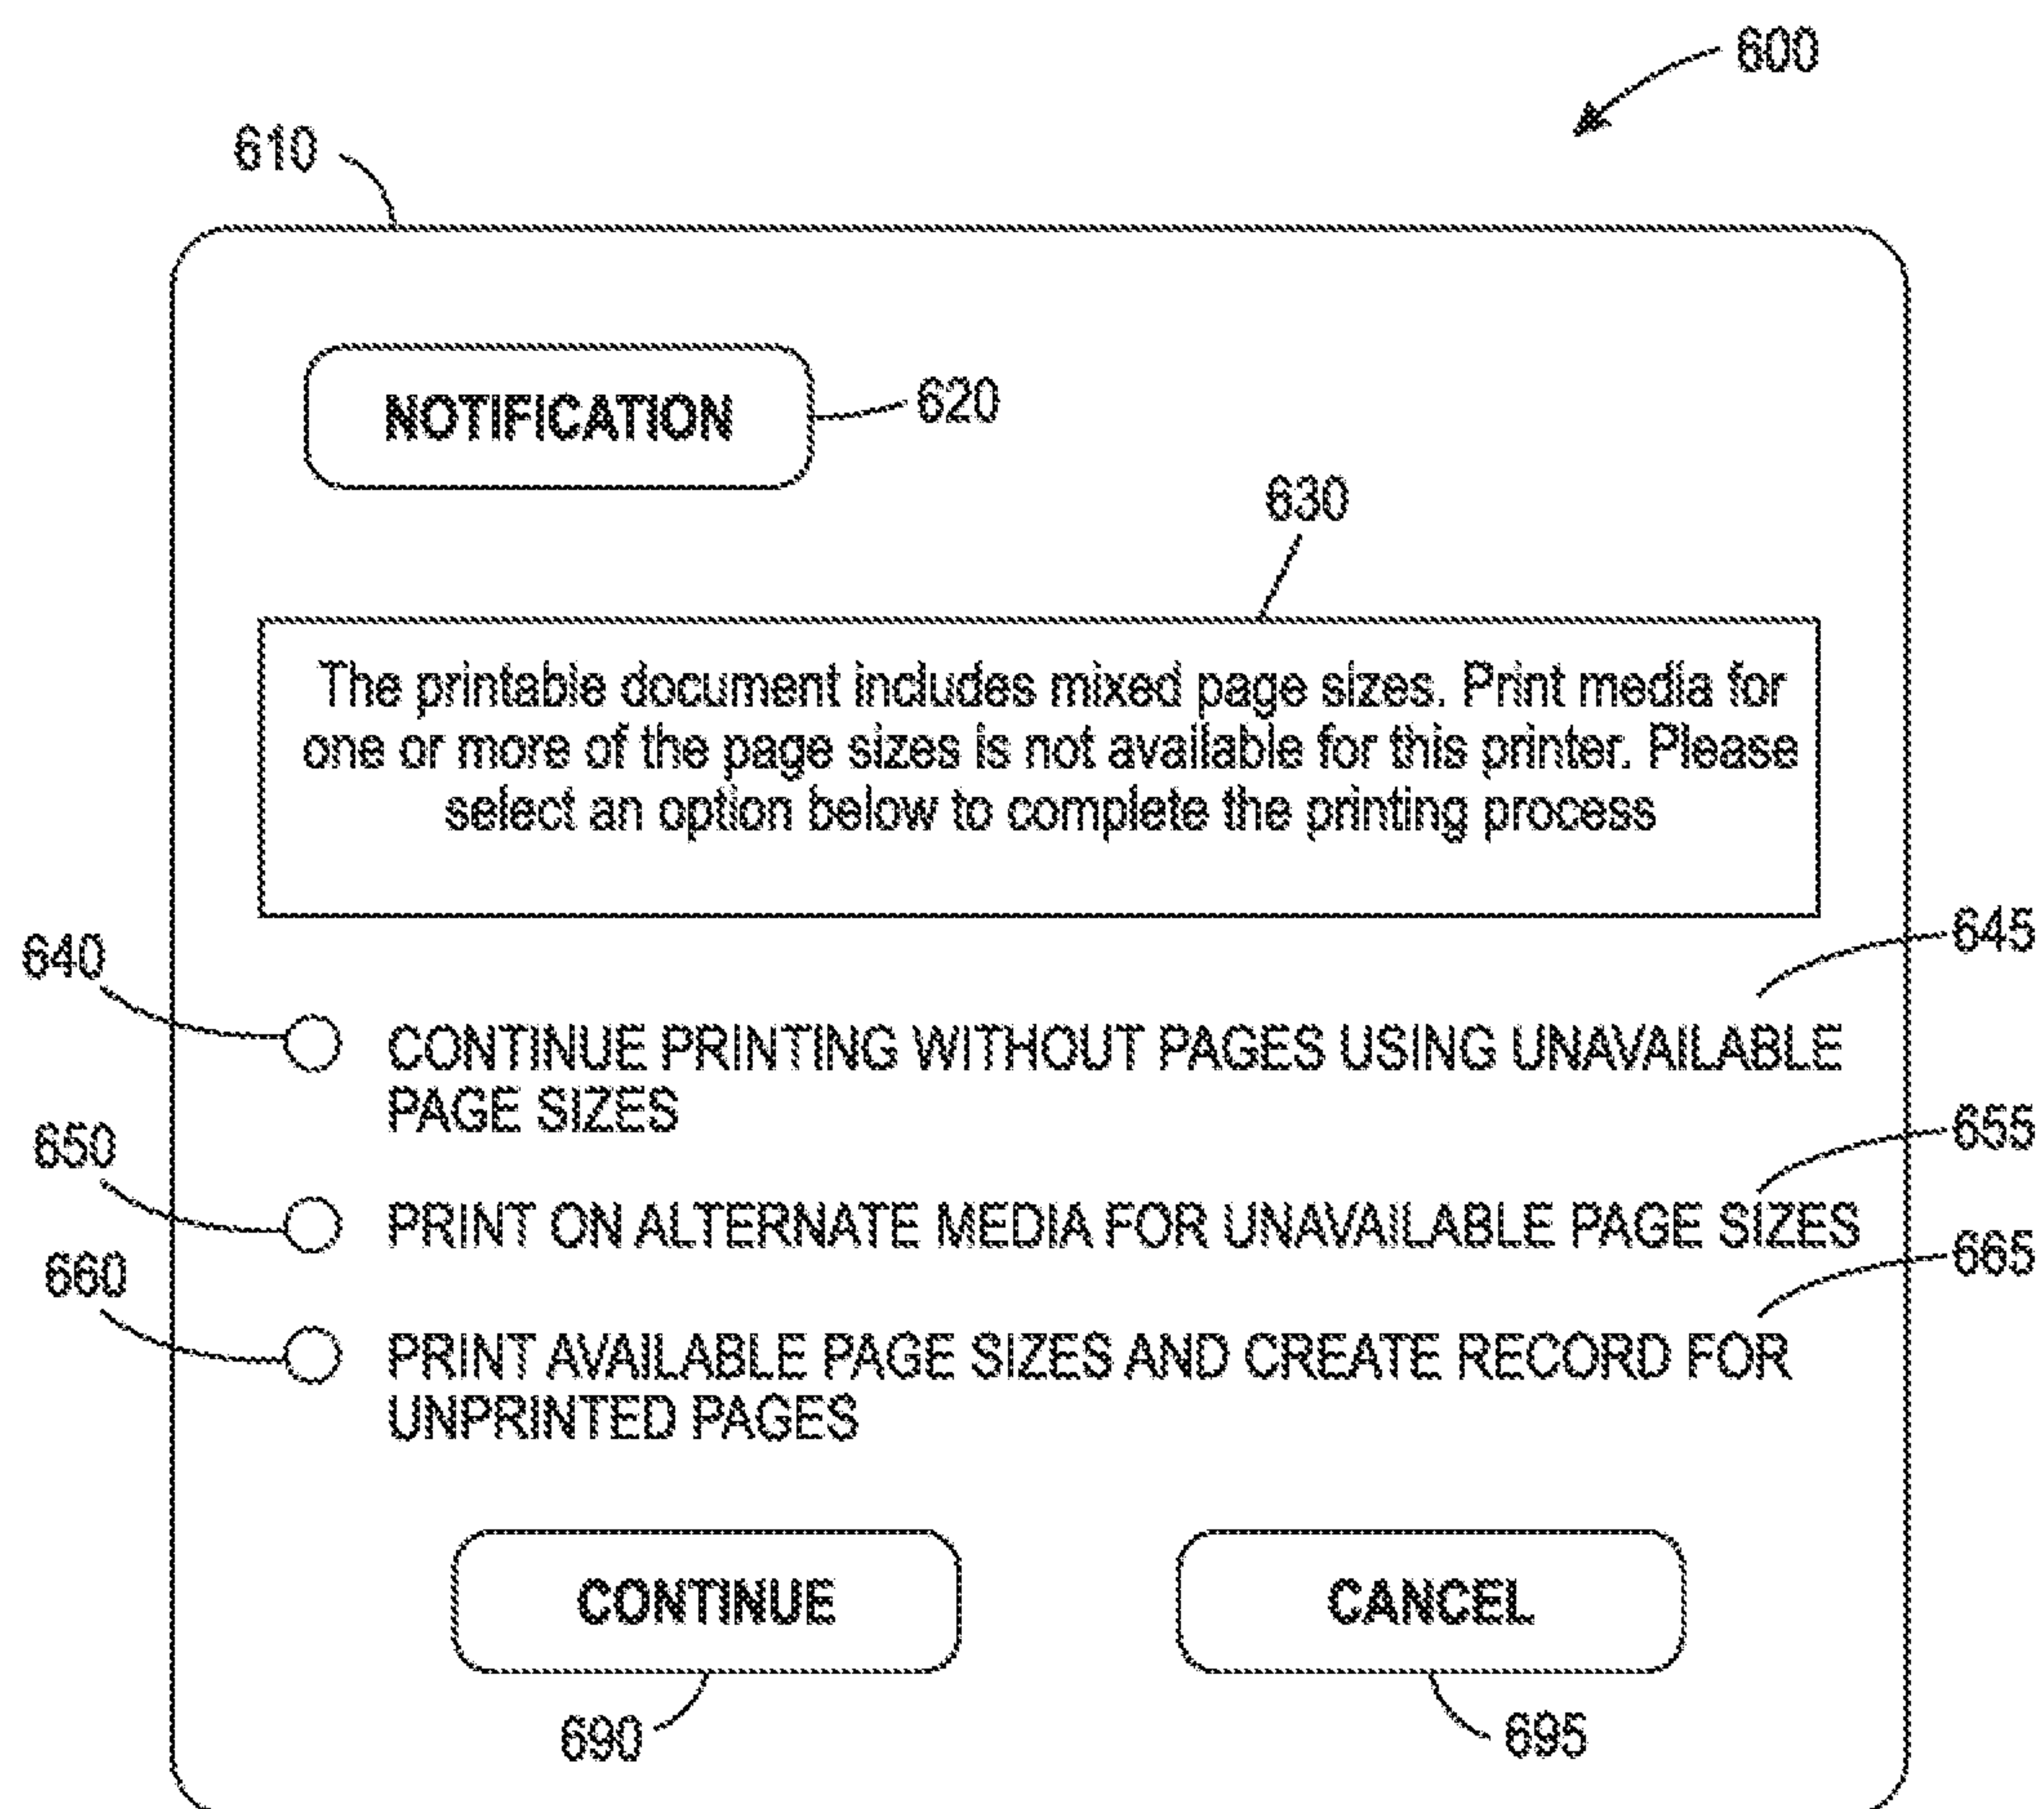 600
610
NOTIFICATION
620
630
The printable document includes mixed page sizes. Print media for
one or more of the page sizes is not available for this printer. Please
select an option below to complete the printing process
640
645
CONTINUE PRINTING WITHOUT PAGES USING UNAVAILABLE
PAGE SIZES
650
655
PRINT ON ALTERNATE MEDIA FOR UNAVAILABLE PAGE SIZES
660
665
PRINT AVAILABLE PAGE SIZES AND CREATE RECORD FOR
UNPRINTED PAGES
CONTINUE
CANCEL
690
695